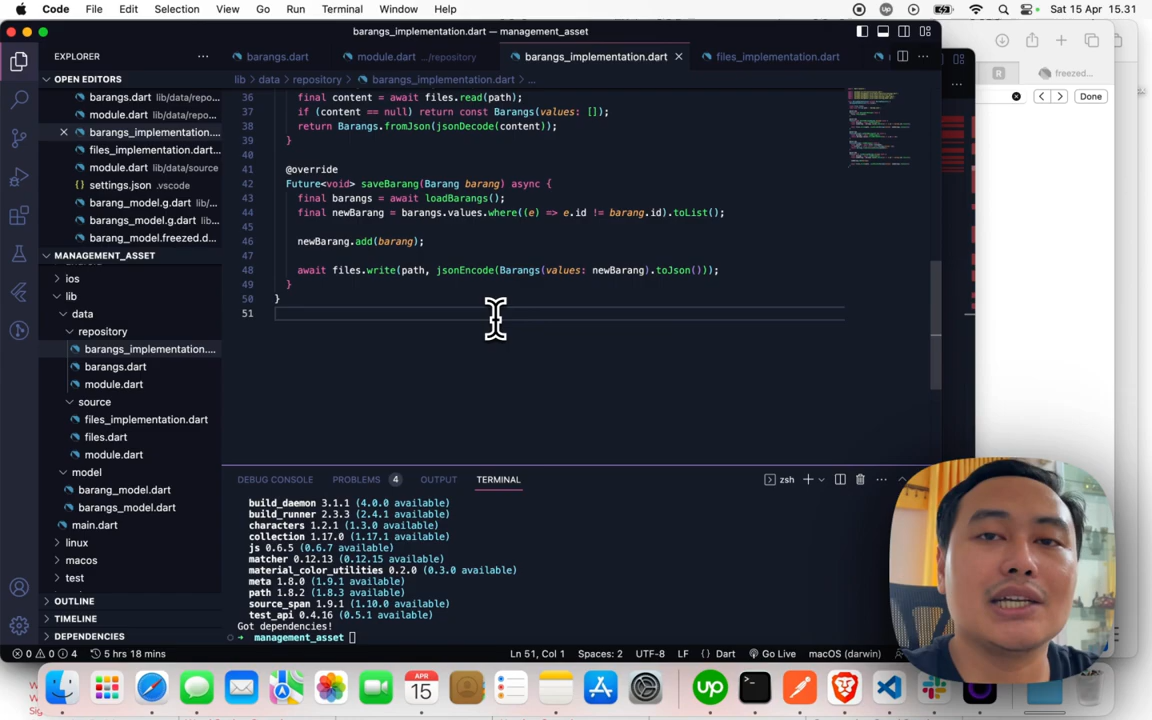 Code File Edit Selection View Go Run Terminal Window Help
Sat 15 Apr 15.31
barangs_implementation.dart — management_asset
EXPLORER
barangs.dart
module.dart .../repository
barangs_implementation.dart
files_implementation.dart
lib > data > repository > barangs_implementation.dart > ...
OPEN EDITORS
barangs.dart lib/data/repo...
module.dart lib/data/repo...
barangs_implementation....
files_implementation.dart...
module.dart lib/data/source
settings.json .vscode
barang_model.g.dart lib/...
barangs_model.g.dart lib...
barang_model.freezed.d...
MANAGEMENT_ASSET
ios
lib
data
repository
barangs_implementation....
barangs.dart
module.dart
source
files_implementation.dart
files.dart
module.dart
model
barang_model.dart
barangs_model.dart
main.dart
linux
macos
test
OUTLINE
TIMELINE
DEPENDENCIES
36 final content = await files.read(path);
37 if (content == null) return const Barangs(values: []);
38 return Barangs.fromJson(jsonDecode(content));
39 }
40
41 @override
42 Future<void> saveBarang(Barang barang) async {
43 final barangs = await loadBarangs();
44 final newBarang = barangs.values.where((e) => e.id != barang.id).toList();
45
46 newBarang.add(barang);
47
48 await files.write(path, jsonEncode(Barangs(values: newBarang).toJson()));
49 }
50 }
51
R
freezed...
Done
DEBUG CONSOLE PROBLEMS 4 OUTPUT TERMINAL
zsh
build_daemon 3.1.1 (4.0.0 available)
build_runner 2.3.3 (2.4.1 available)
characters 1.2.1 (1.3.0 available)
collection 1.17.0 (1.17.1 available)
js 0.6.5 (0.6.7 available)
matcher 0.12.13 (0.12.15 available)
material_color_utilities 0.2.0 (0.3.0 available)
meta 1.8.0 (1.9.1 available)
path 1.8.2 (1.8.3 available)
source_span 1.9.1 (1.10.0 available)
test_api 0.4.16 (0.5.1 available)
Got dependencies!
management_asset
0 0 4 5 hrs 18 mins
Ln 51, Col 1 Spaces: 2 UTF-8 LF { } Dart Go Live macOS (darwin)
APR
15